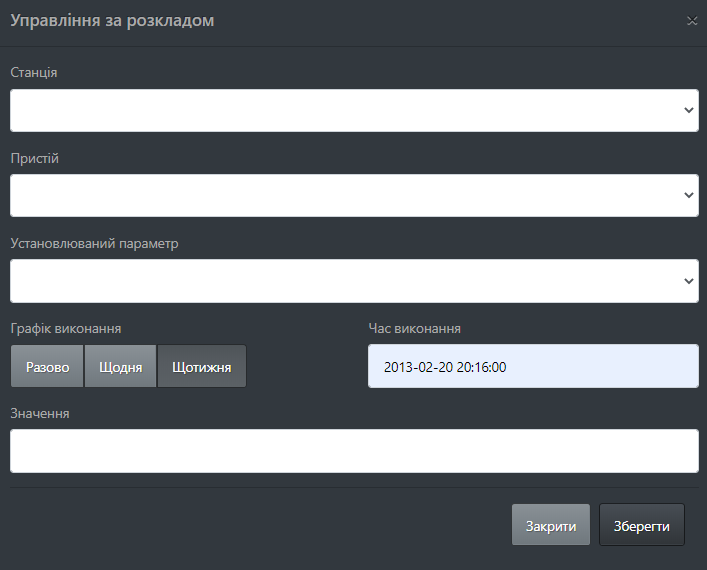 Управління за розкладом
Станція
Пристій
Установлюваний параметр
Графік виконання
Час виконання
Разово
Щодня
Щотижня
2013-02-20 20:16:00
Значення
Закрити
Зберегти